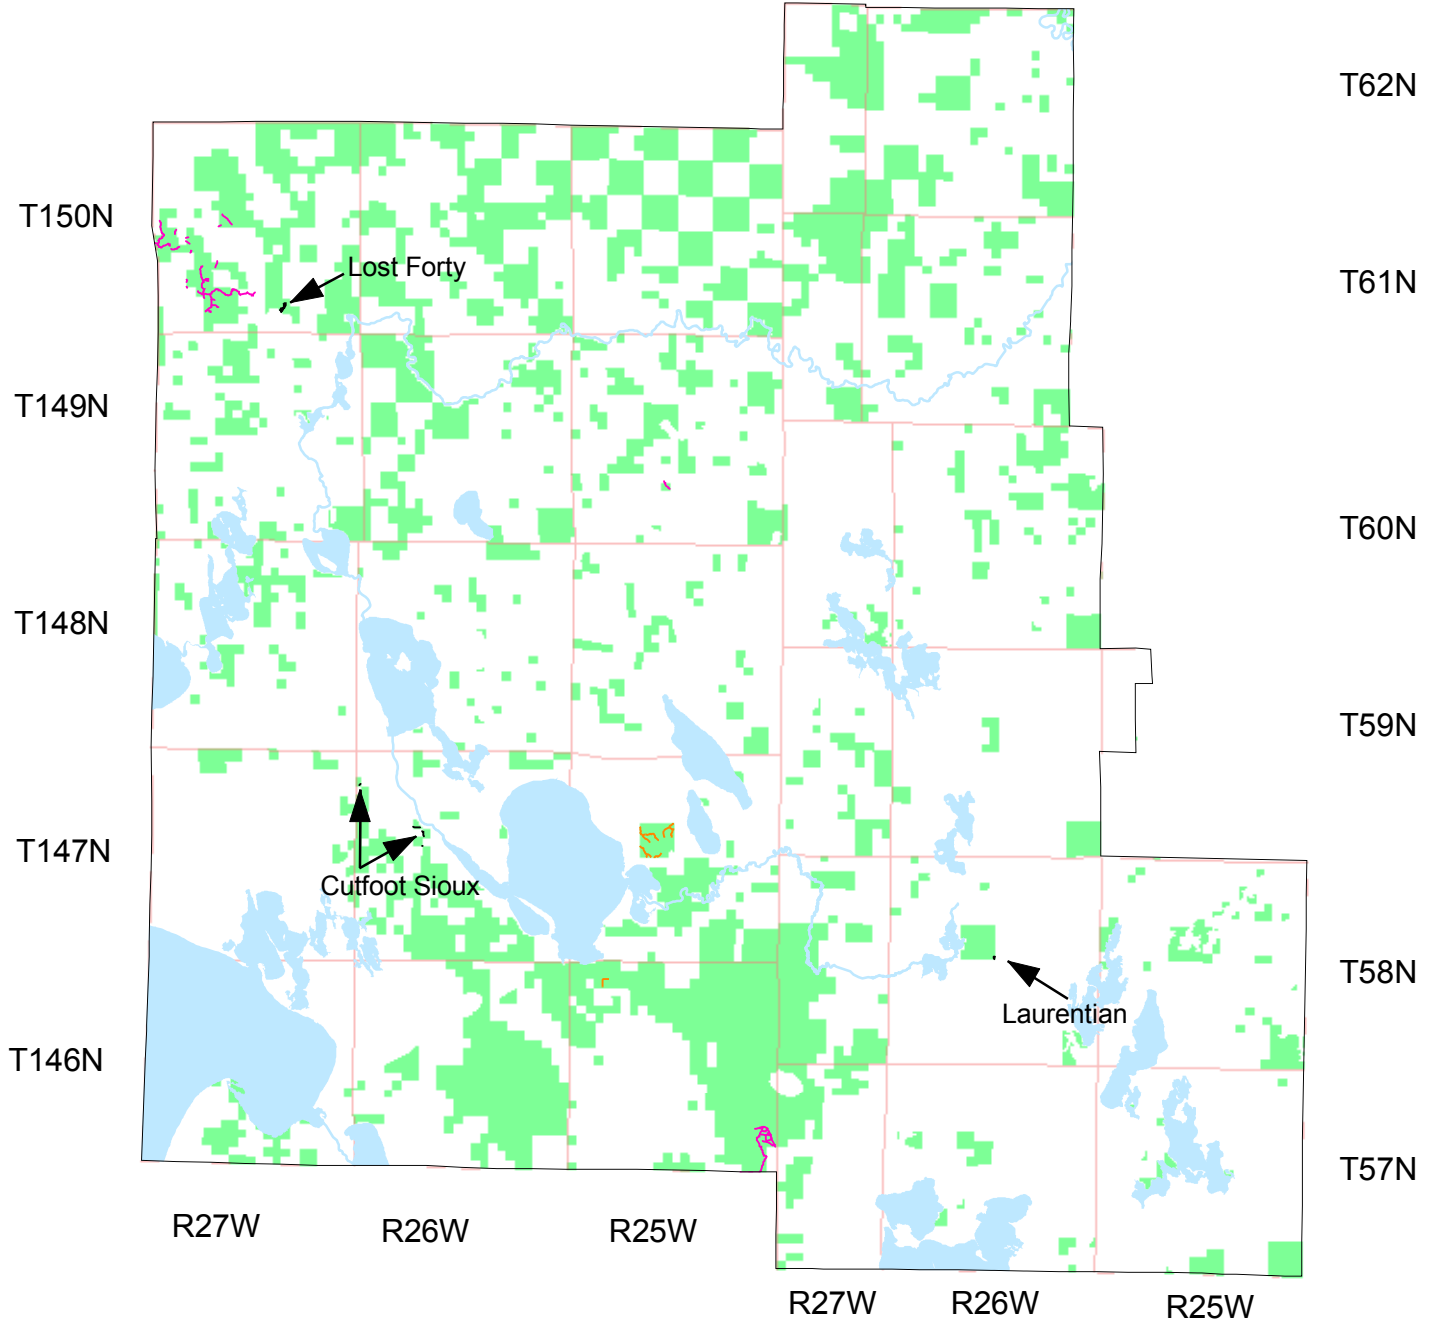 T62N
T150N
Lost Forty
T61N
T149N
T60N
T148N
T59N
T147N
Cutfoot Sioux
T58N
Laurentian
T146N
T57N
R27W
R26W
R25W
R27W
R26W
R25W